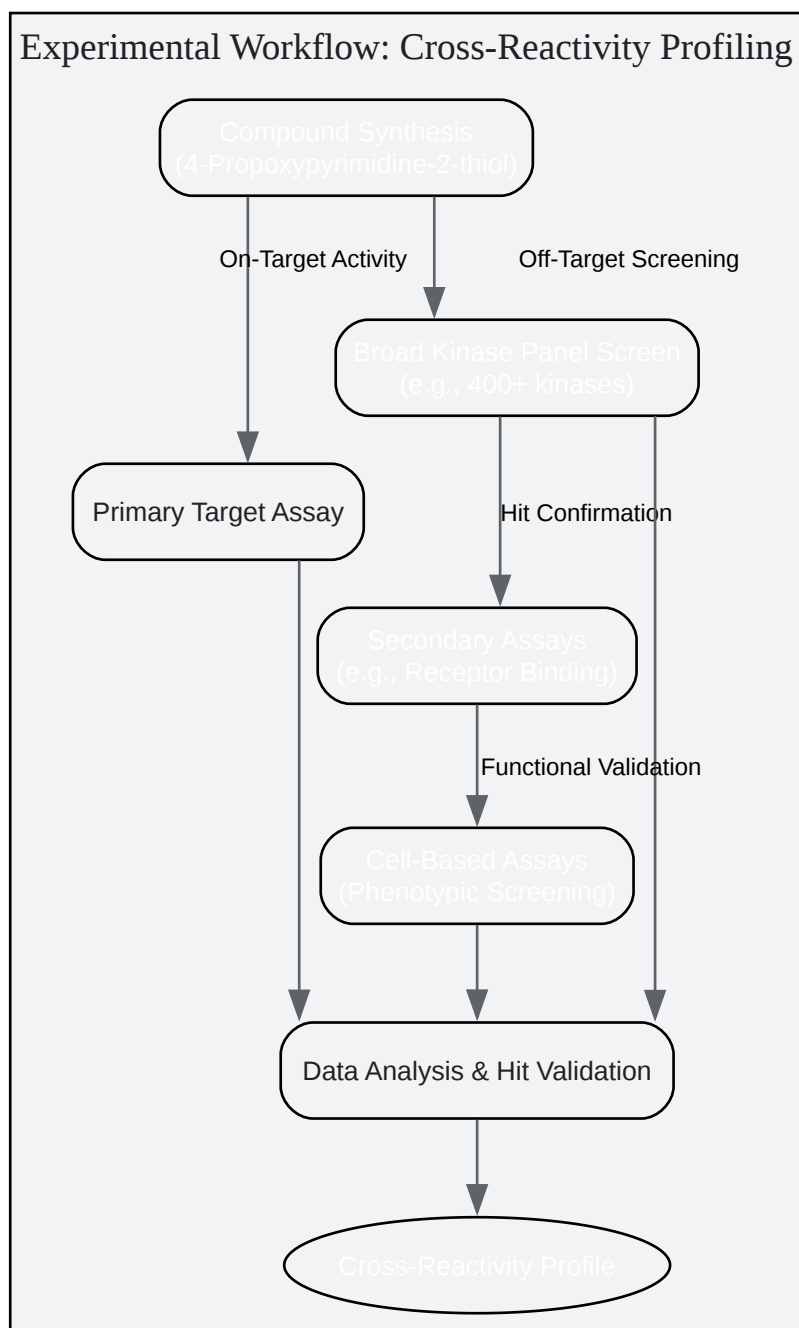 Experimental Workflow: Cross-Reactivity Profiling
Compound Synthesis
(4-Propoxypyrimidine-2-thiol)
On-Target Activity
Off-Target Screening
Broad Kinase Panel Screen
(e.g., 400+ kinases)
Primary Target Assay
Hit Confirmation
Secondary Assays
(e.g., Receptor Binding)
Functional Validation
Cell-Based Assays
(Phenotypic Screening)
Data Analysis & Hit Validation
Cross-Reactivity Profile